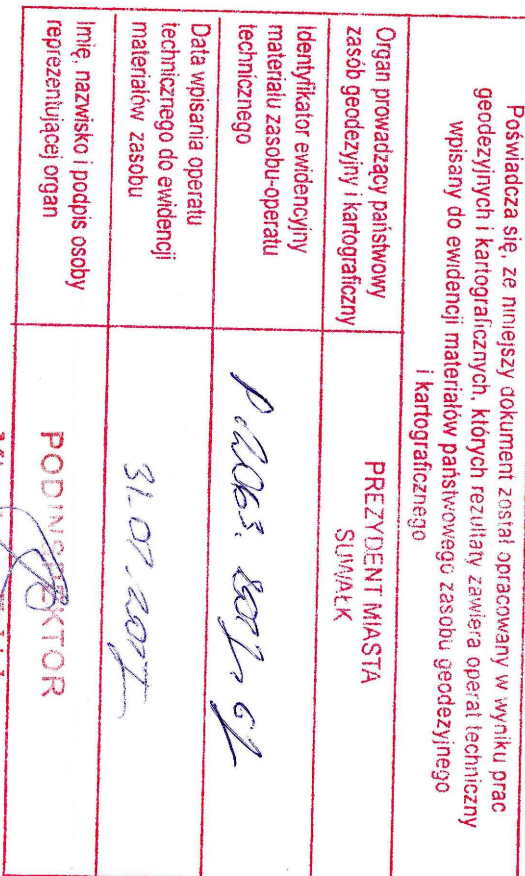 Poświadcza się, że niniejszy dokument został opracowany w wyniku prac
geodezyjnych i kartograficznych, których rezultaty zawiera operat techniczny
wpisany do ewidencji materiałów państwowego zasobu geodezyjnego
i kartograficznego
Organ prowadzący państwowy
zasób geodezyjny i kartograficzny
PREZYDENT MIASTA
SUWAŁK
Identyfikator ewidencyjny
materiału zasobu-operatu
technicznego
P.2063.
Data wpisania operatu
technicznego do ewidencji
materiałów zasobu
31.07.
Imię, nazwisko i podpis osoby
reprezentującej organ
PODINSPEKTOR